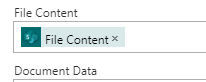 File Content
File Content ×
Document Data